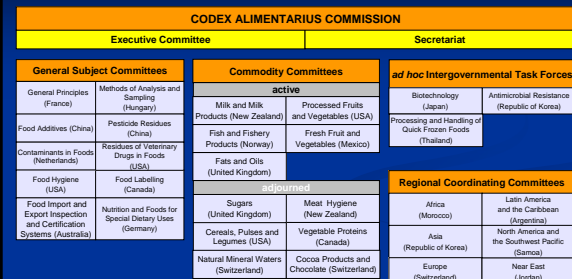 CODEX ALIMENTARIUS COMMISSION
Executive Committee
Secretariat
General Subject Committees
General Principles
(France)
Methods of Analysis and
Sampling
(Hungary)
Food Additives (China)
Pesticide Residues
(China)
Contaminants in Foods
(Netherlands)
Residues of Veterinary
Drugs in Foods
(USA)
Food Hygiene
(USA)
Food Labelling
(Canada)
Food Import and
Export Inspection
and Certification
Systems (Australia)
Nutrition and Foods for
Special Dietary Uses
(Germany)
Commodity Committees
active
Milk and Milk
Products (New Zealand)
Processed Fruits
and Vegetables (USA)
Fish and Fishery
Products (Norway)
Fresh Fruit and
Vegetables (Mexico)
Fats and Oils
(United Kingdom)
adjourned
Sugars
(United Kingdom)
Meat Hygiene
(New Zealand)
Cereals, Pulses and
Legumes (USA)
Vegetable Proteins
(Canada)
Natural Mineral Waters
(Switzerland)
Cocoa Products and
Chocolate (Switzerland)
ad hoc Intergovernmental Task Forces
Biotechnology
(Japan)
Antimicrobial Resistance
(Republic of Korea)
Processing and Handling of
Quick Frozen Foods
(Thailand)
Regional Coordinating Committees
Africa
(Morocco)
Latin America
and the Caribbean
(Argentina)
Asia
(Republic of Korea)
North America and
the Southwest Pacific
(Samoa)
Europe
(Switzerland)
Near East
(Jordan)